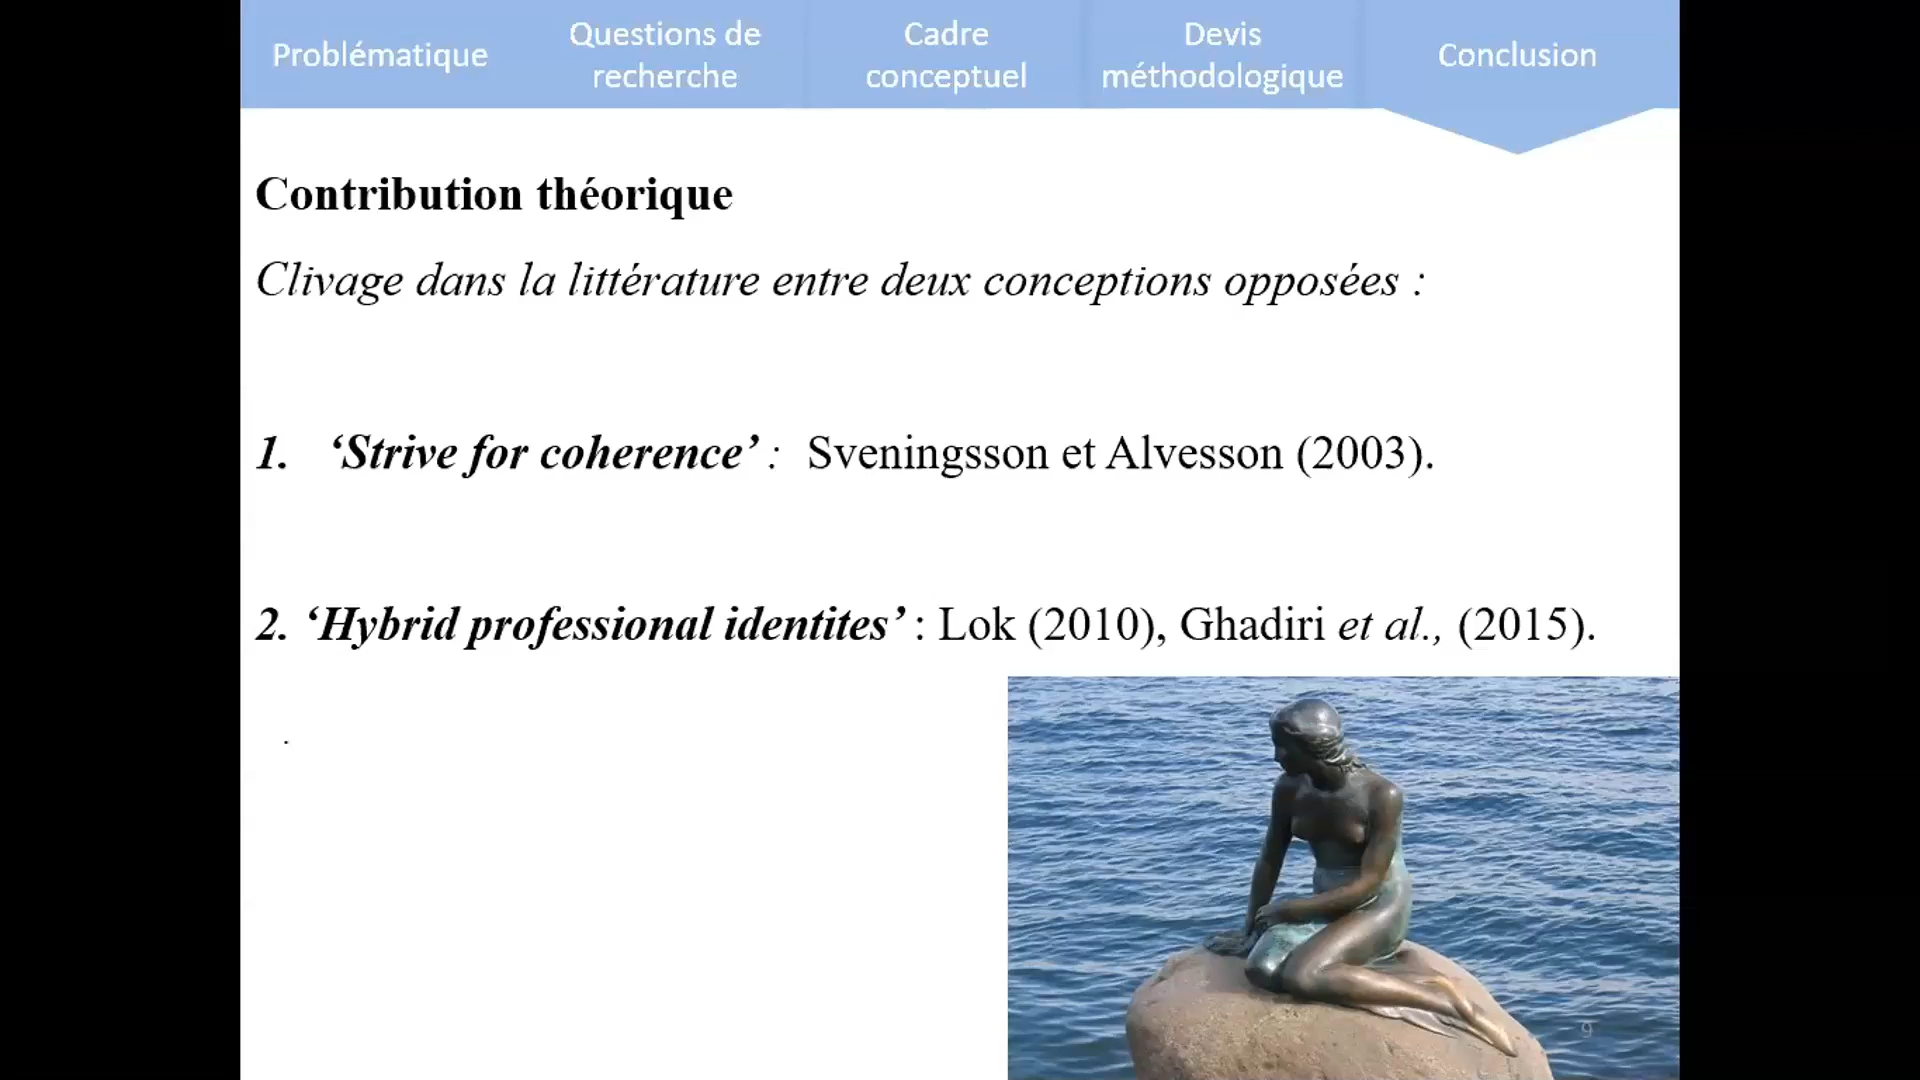 Problématique
Questions de
recherche
Cadre
conceptuel
Devis
méthodologique
Conclusion
Contribution théorique
Clivage dans la littérature entre deux conceptions opposées :
1. ‘Strive for coherence’ : Sveningsson et Alvesson (2003).
2. ‘Hybrid professional identites’ : Lok (2010), Ghadiri et al., (2015).
.
9